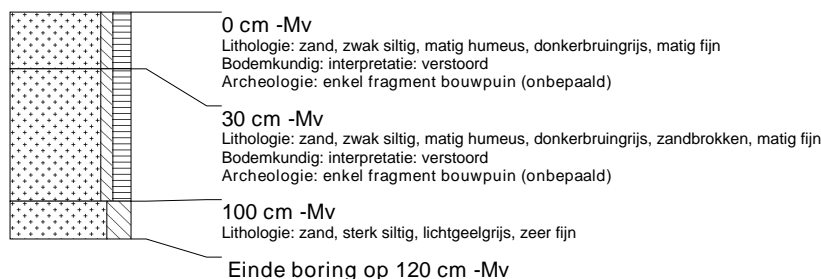 0 cm -Mv
Lithologie: zand, zwak siltig, matig humeus, donkerbruingrijs, matig fijn
Bodemkundig: interpretatie: verstoord
Archeologie: enkel fragment bouwpuin (onbepaald)
30 cm -Mv
Lithologie: zand, zwak siltig, matig humeus, donkerbruingrijs, zandbrokken, matig fijn
Bodemkundig: interpretatie: verstoord
Archeologie: enkel fragment bouwpuin (onbepaald)
100 cm -Mv
Lithologie: zand, sterk siltig, lichtgeelgrijs, zeer fijn
Einde boring op 120 cm -Mv